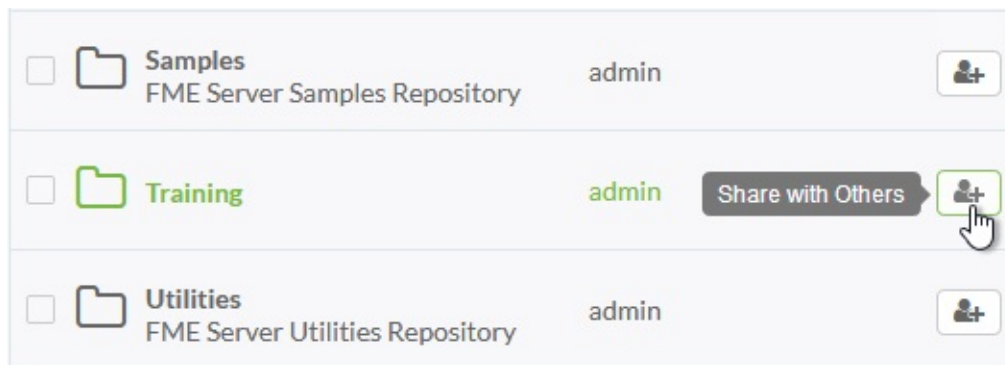 Samples
FME Server Samples Repository
admin
Training
admin
Share with Others
Utilities
FME Server Utilities Repository
admin